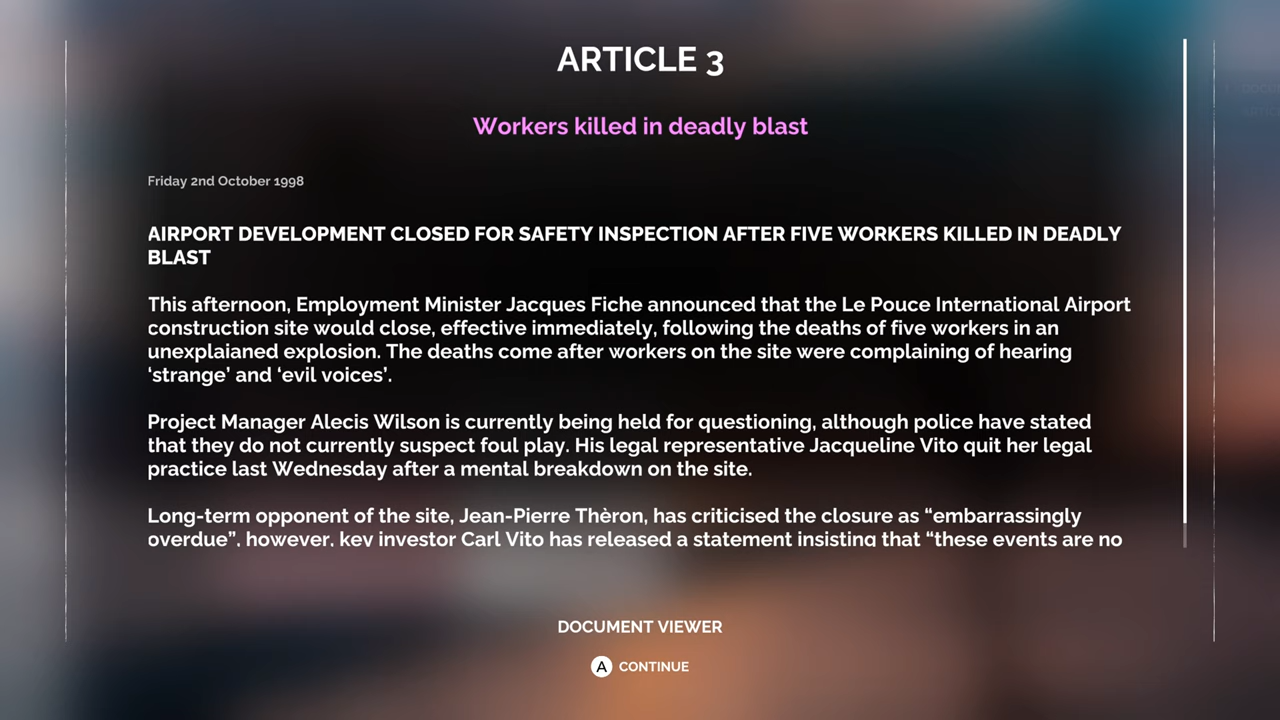 ARTICLE 3
Workers killed in deadly blast
Friday 2nd October 1998
AIRPORT DEVELOPMENT CLOSED FOR SAFETY INSPECTION AFTER FIVE WORKERS KILLED IN DEADLY
BLAST
This afternoon, Employment Minister Jacques Fiche announced that the Le Pouce International Airport
construction site would close, effective immediately, following the deaths of five workers in an
unexplaianed explosion. The deaths come after workers on the site were complaining of hearing
‘strange’ and ‘evil voices’.
Project Manager Alecis Wilson is currently being held for questioning, although police have stated
that they do not currently suspect foul play. His legal representative Jacqueline Vito quit her legal
practice last Wednesday after a mental breakdown on the site.
Long-term opponent of the site, Jean-Pierre Thèron, has criticised the closure as “embarrassingly
overdue”, however, key investor Carl Vito has released a statement insisting that “these events are no
DOCUMENT VIEWER
A CONTINUE